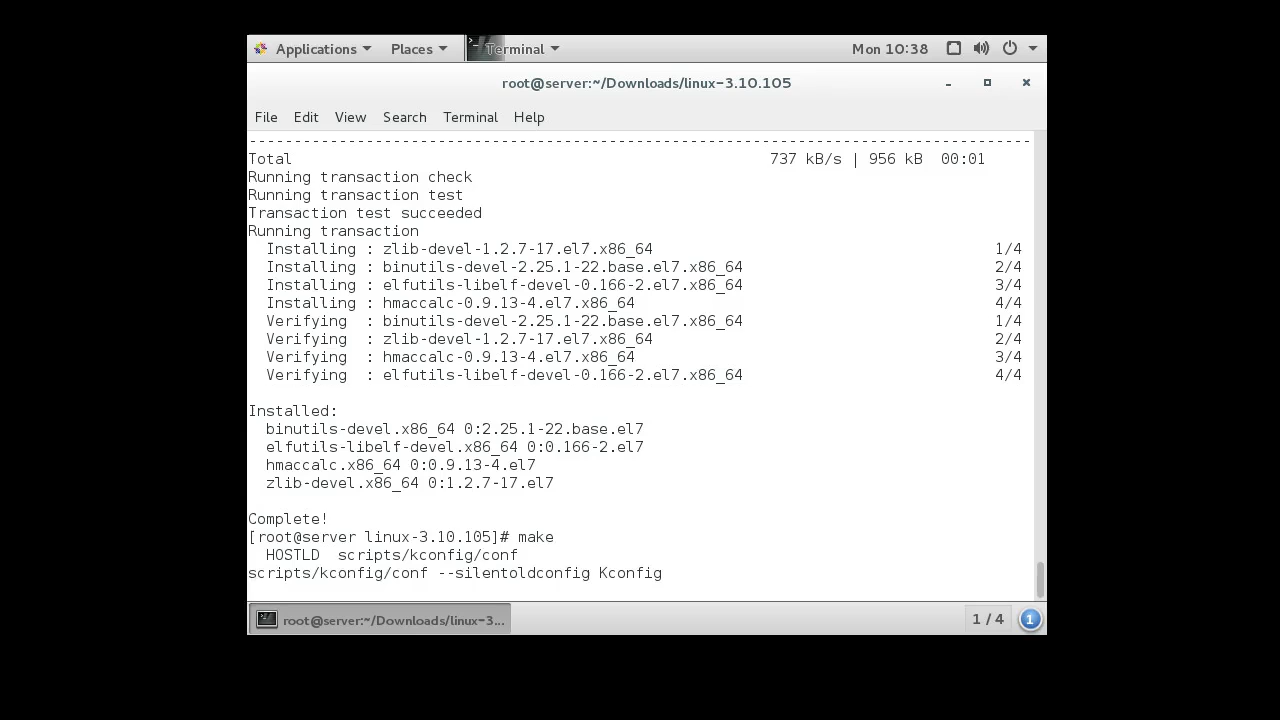 Applications Places Terminal Mon 10:38
root@server:~/Downloads/linux-3.10.105
File Edit View Search Terminal Help
--------------------------------------------------------------------------------
Total 737 kB/s | 956 kB 00:01
Running transaction check
Running transaction test
Transaction test succeeded
Running transaction
Installing : zlib-devel-1.2.7-17.el7.x86_64 1/4
Installing : binutils-devel-2.25.1-22.base.el7.x86_64 2/4
Installing : elfutils-libelf-devel-0.166-2.el7.x86_64 3/4
Installing : hmaccalc-0.9.13-4.el7.x86_64 4/4
Verifying : binutils-devel-2.25.1-22.base.el7.x86_64 1/4
Verifying : zlib-devel-1.2.7-17.el7.x86_64 2/4
Verifying : hmaccalc-0.9.13-4.el7.x86_64 3/4
Verifying : elfutils-libelf-devel-0.166-2.el7.x86_64 4/4
Installed:
binutils-devel.x86_64 0:2.25.1-22.base.el7
elfutils-libelf-devel.x86_64 0:0.166-2.el7
hmaccalc.x86_64 0:0.9.13-4.el7
zlib-devel.x86_64 0:1.2.7-17.el7
Complete!
[root@server linux-3.10.105]# make
HOSTLD scripts/kconfig/conf
scripts/kconfig/conf --silentoldconfig Kconfig
root@server:~/Downloads/linux-3... 1 / 4 1